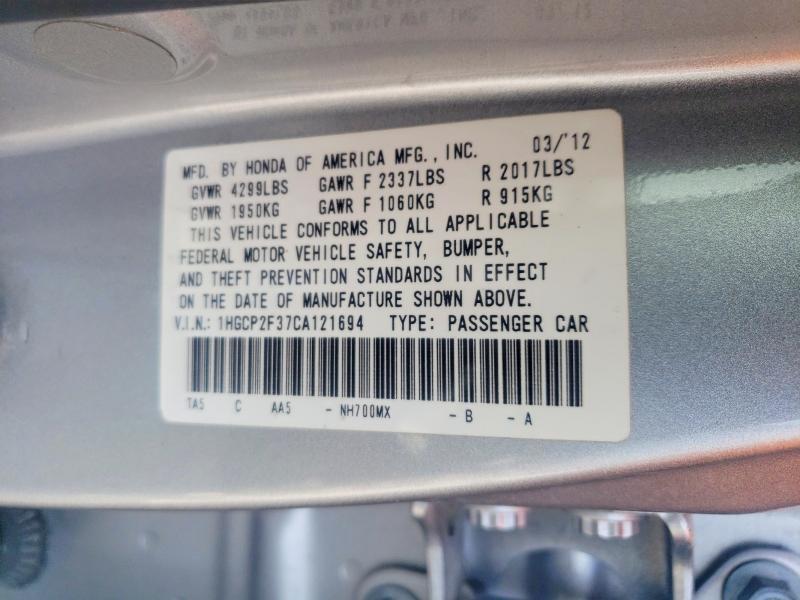 MFD. BY HONDA OF AMERICA MFG., INC. 03/'12
GVWR 4299LBS GAWR F 2337LBS R 2017LBS
GVWR 1950KG GAWR F 1060KG R 915KG
THIS VEHICLE CONFORMS TO ALL APPLICABLE
FEDERAL MOTOR VEHICLE SAFETY, BUMPER,
AND THEFT PREVENTION STANDARDS IN EFFECT
ON THE DATE OF MANUFACTURE SHOWN ABOVE.
V.I.N.: 1HGCP2F37CA121694 TYPE: PASSENGER CAR
TA5 C AA5 - NH700MX - B - A